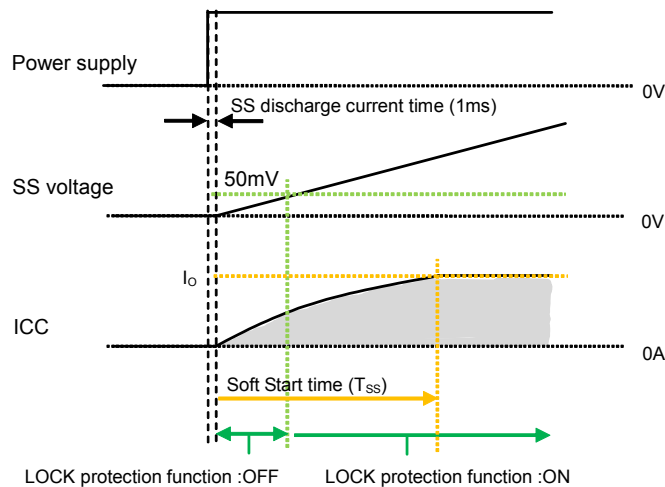 Power supply
0V
SS discharge current time (1ms)
50mV
SS voltage
0V
IO
ICC
0A
Soft Start time (TSS)
LOCK protection function :OFF
LOCK protection function :ON